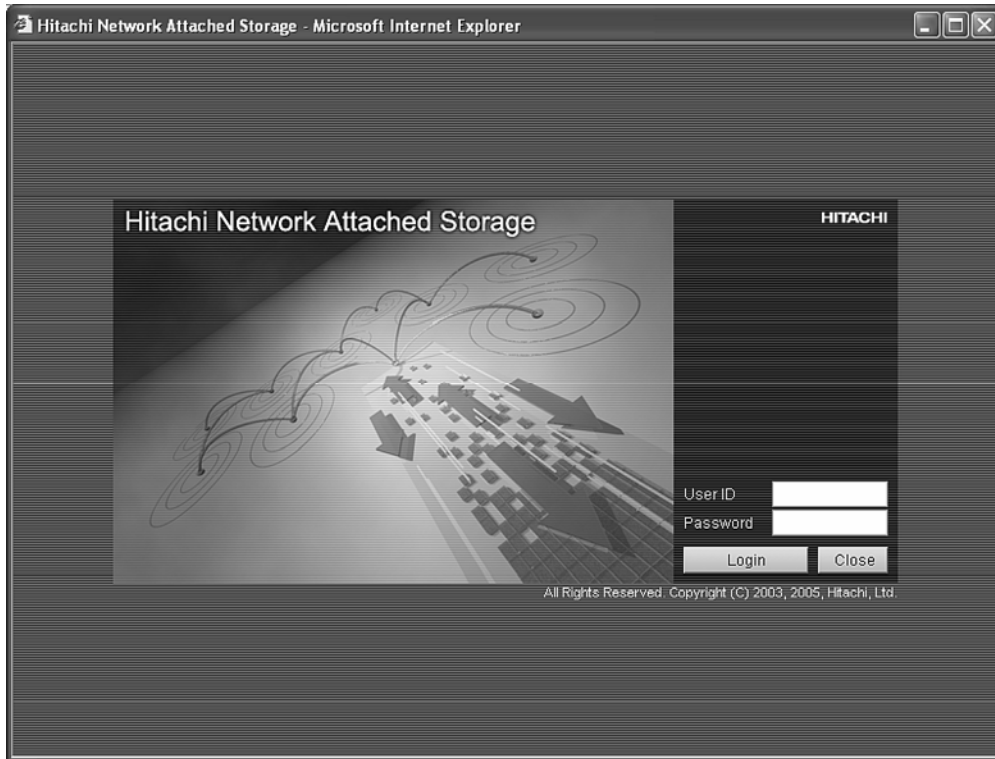 Hitachi Network Attached Storage - Microsoft Internet Explorer
Hitachi Network Attached Storage
HITACHI
User ID
Password
Login Close
All Rights Reserved. Copyright (C) 2003, 2005, Hitachi, Ltd.